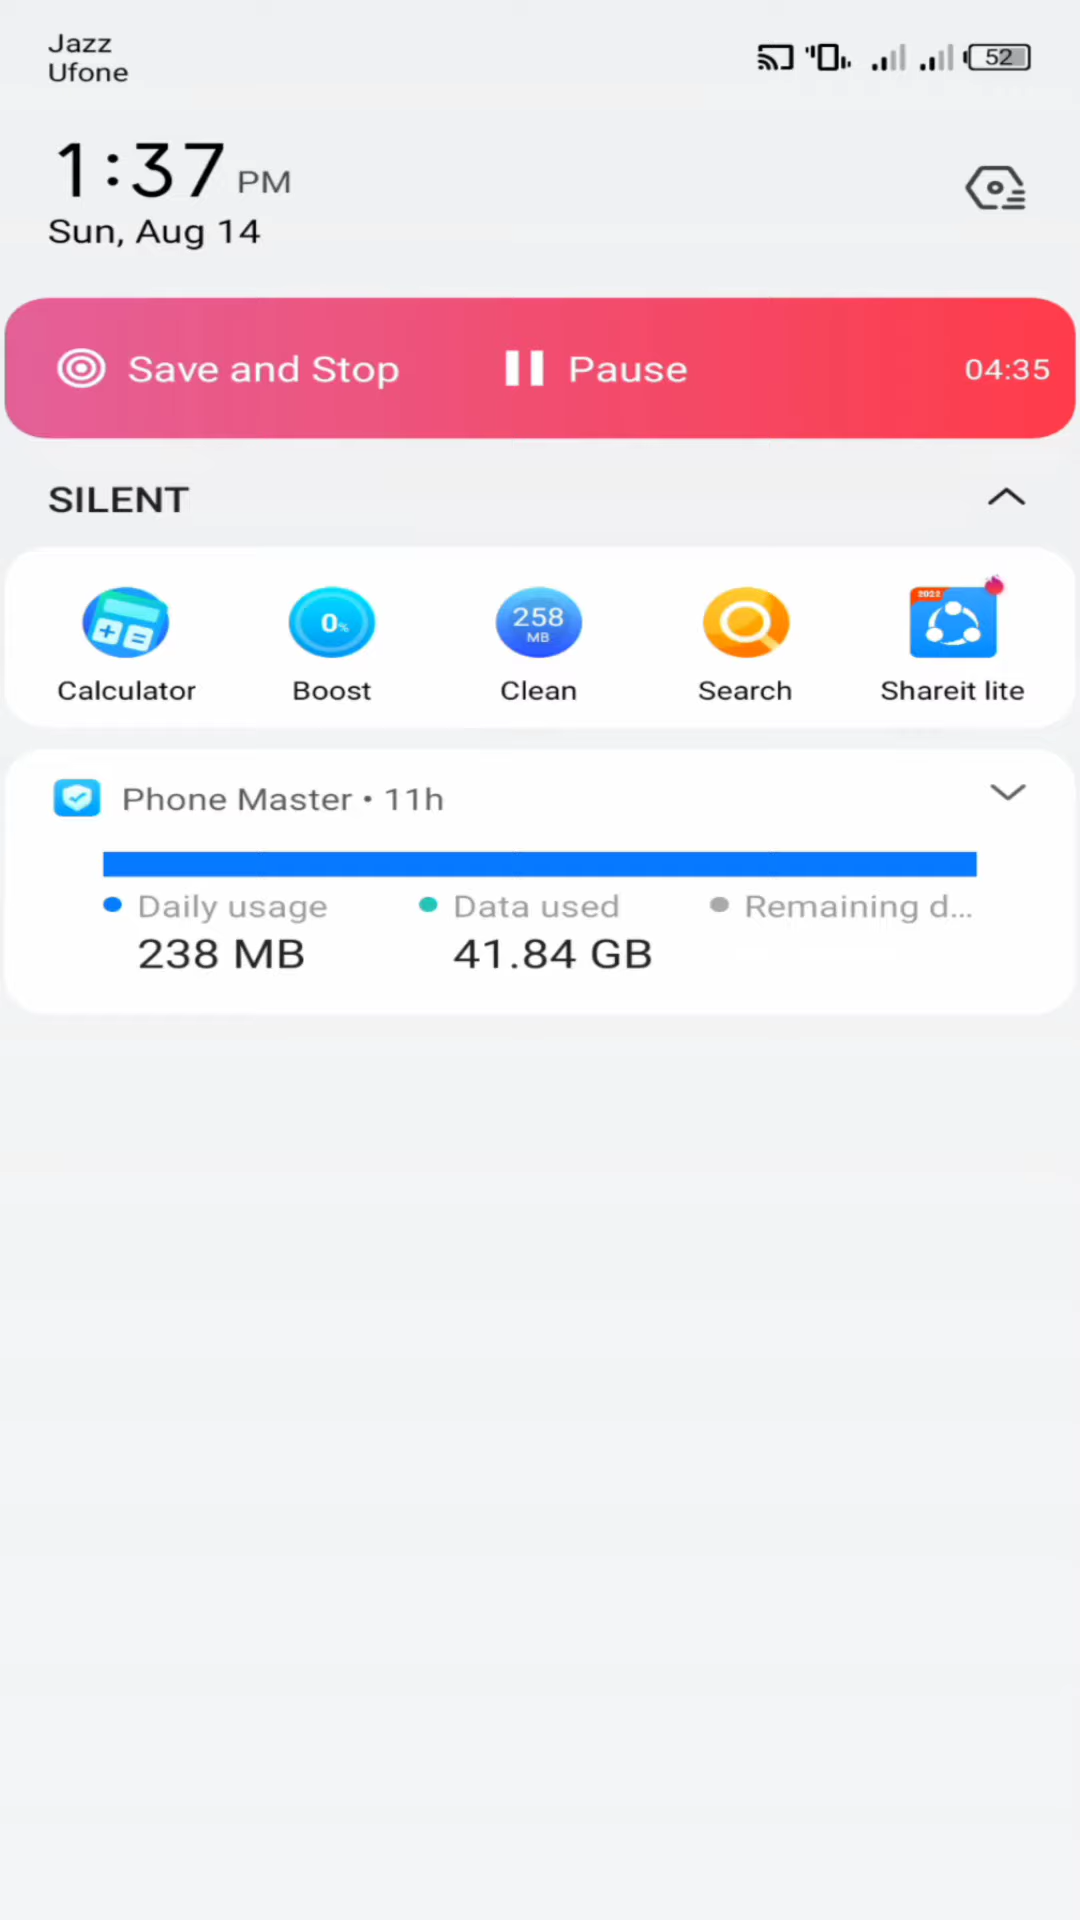 Jazz
Ufone
52
1:37 PM
Sun, Aug 14
Save and Stop
Pause
04:35
SILENT
0%
258
MB
2022
Calculator
Boost
Clean
Search
Shareit lite
Phone Master • 11h
Daily usage
Data used
Remaining d...
238 MB
41.84 GB